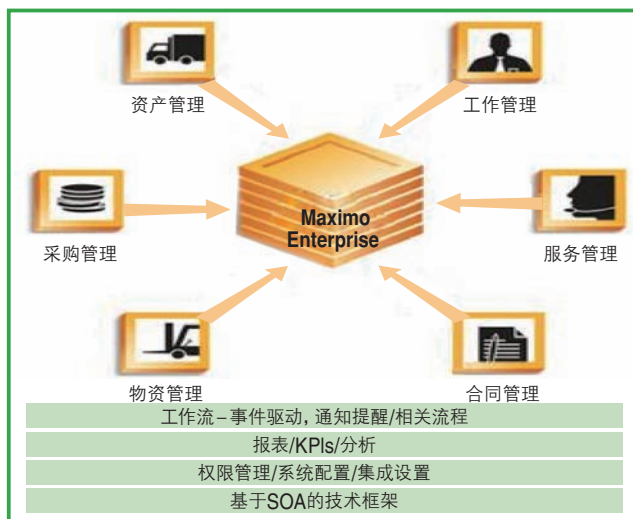 资产管理
工作管理
Maximo
Enterprise
采购管理
服务管理
物资管理
合同管理
工作流-事件驱动，通知提醒/相关流程
报表/KPIs/分析
权限管理/系统配置/集成设置
基于SOA的技术框架